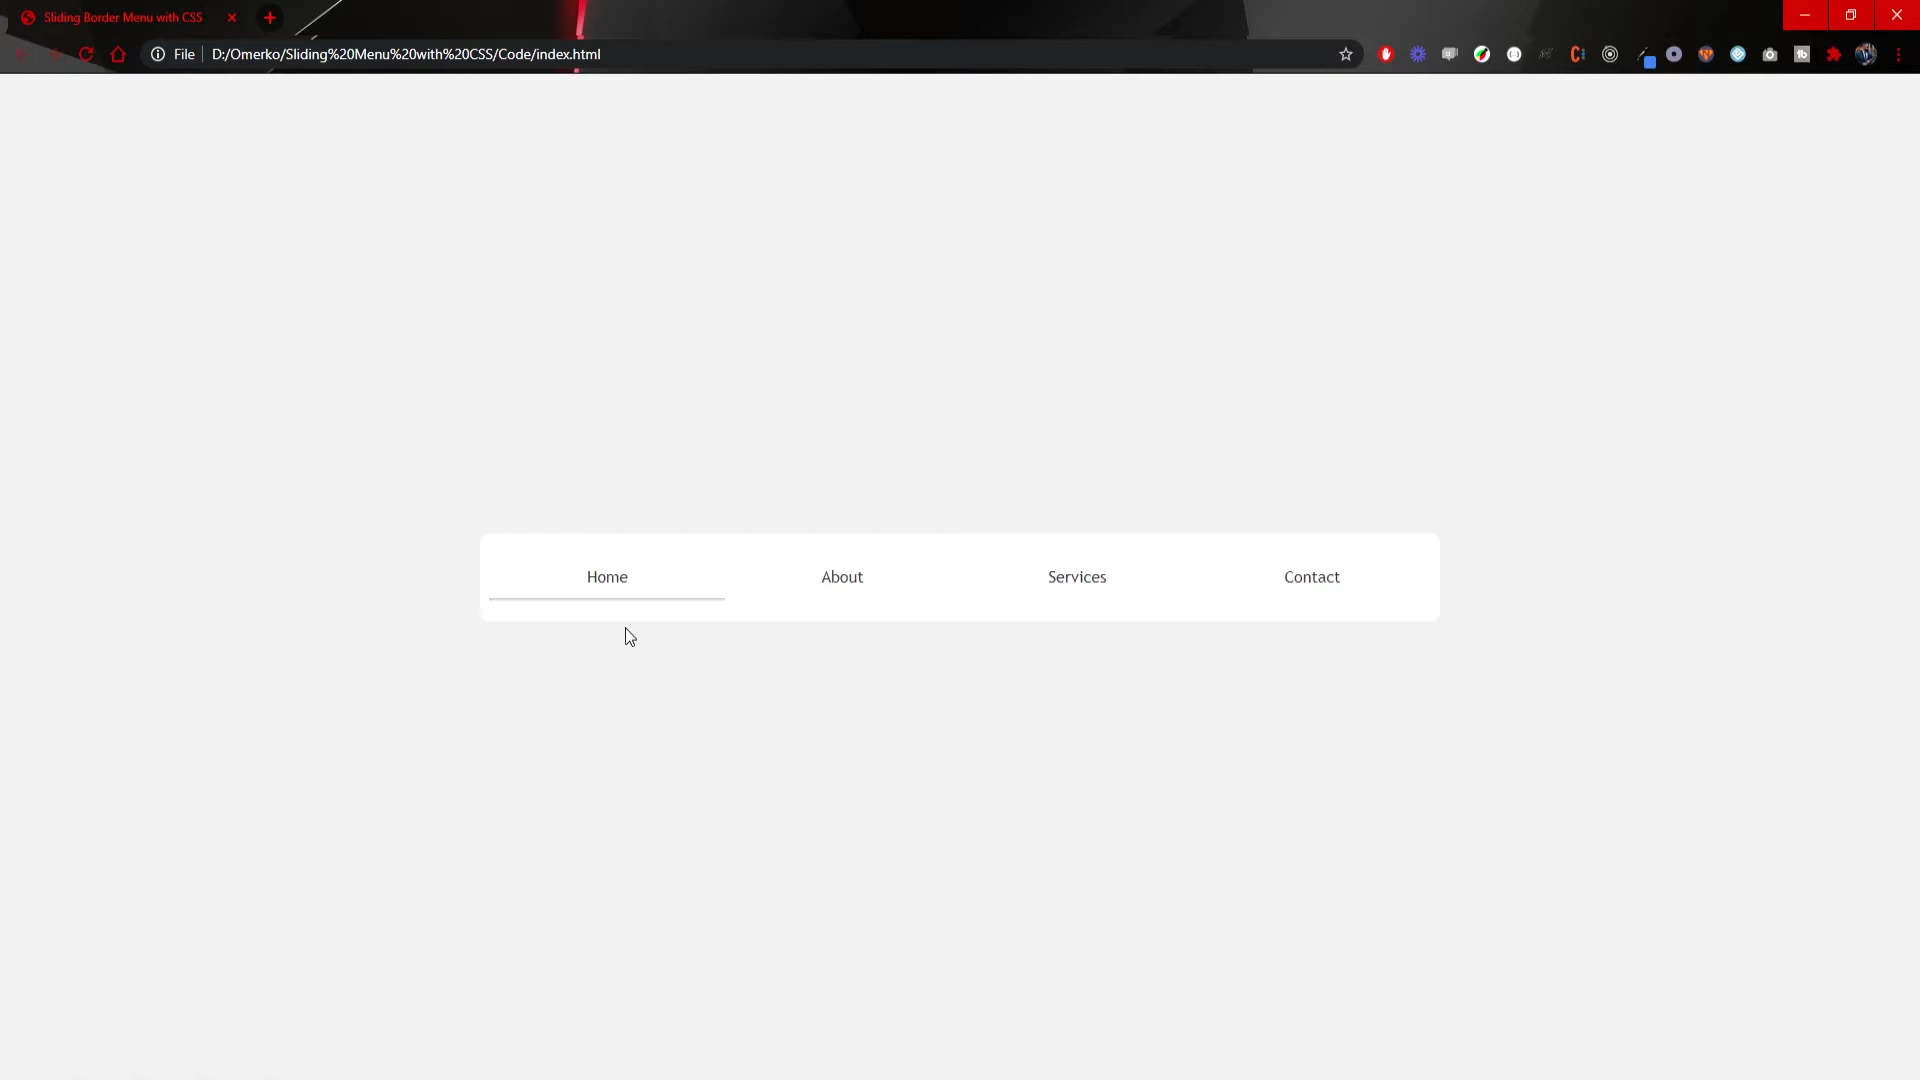 Sliding Border Menu with CSS
File D:/Omerko/Sliding%20Menu%20with%20CSS/Code/index.html
Home About Services Contact